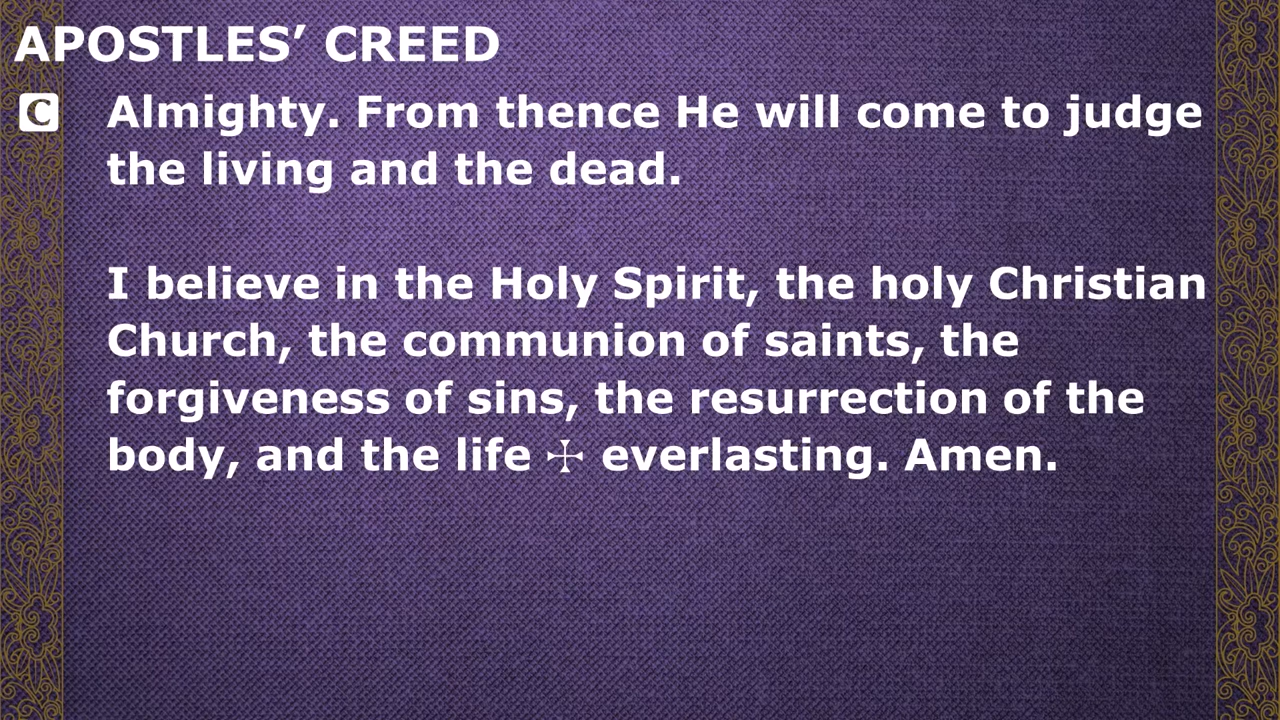 APOSTLES’ CREED
C Almighty. From thence He will come to judge
the living and the dead.
I believe in the Holy Spirit, the holy Christian
Church, the communion of saints, the
forgiveness of sins, the resurrection of the
body, and the life ☩ everlasting. Amen.